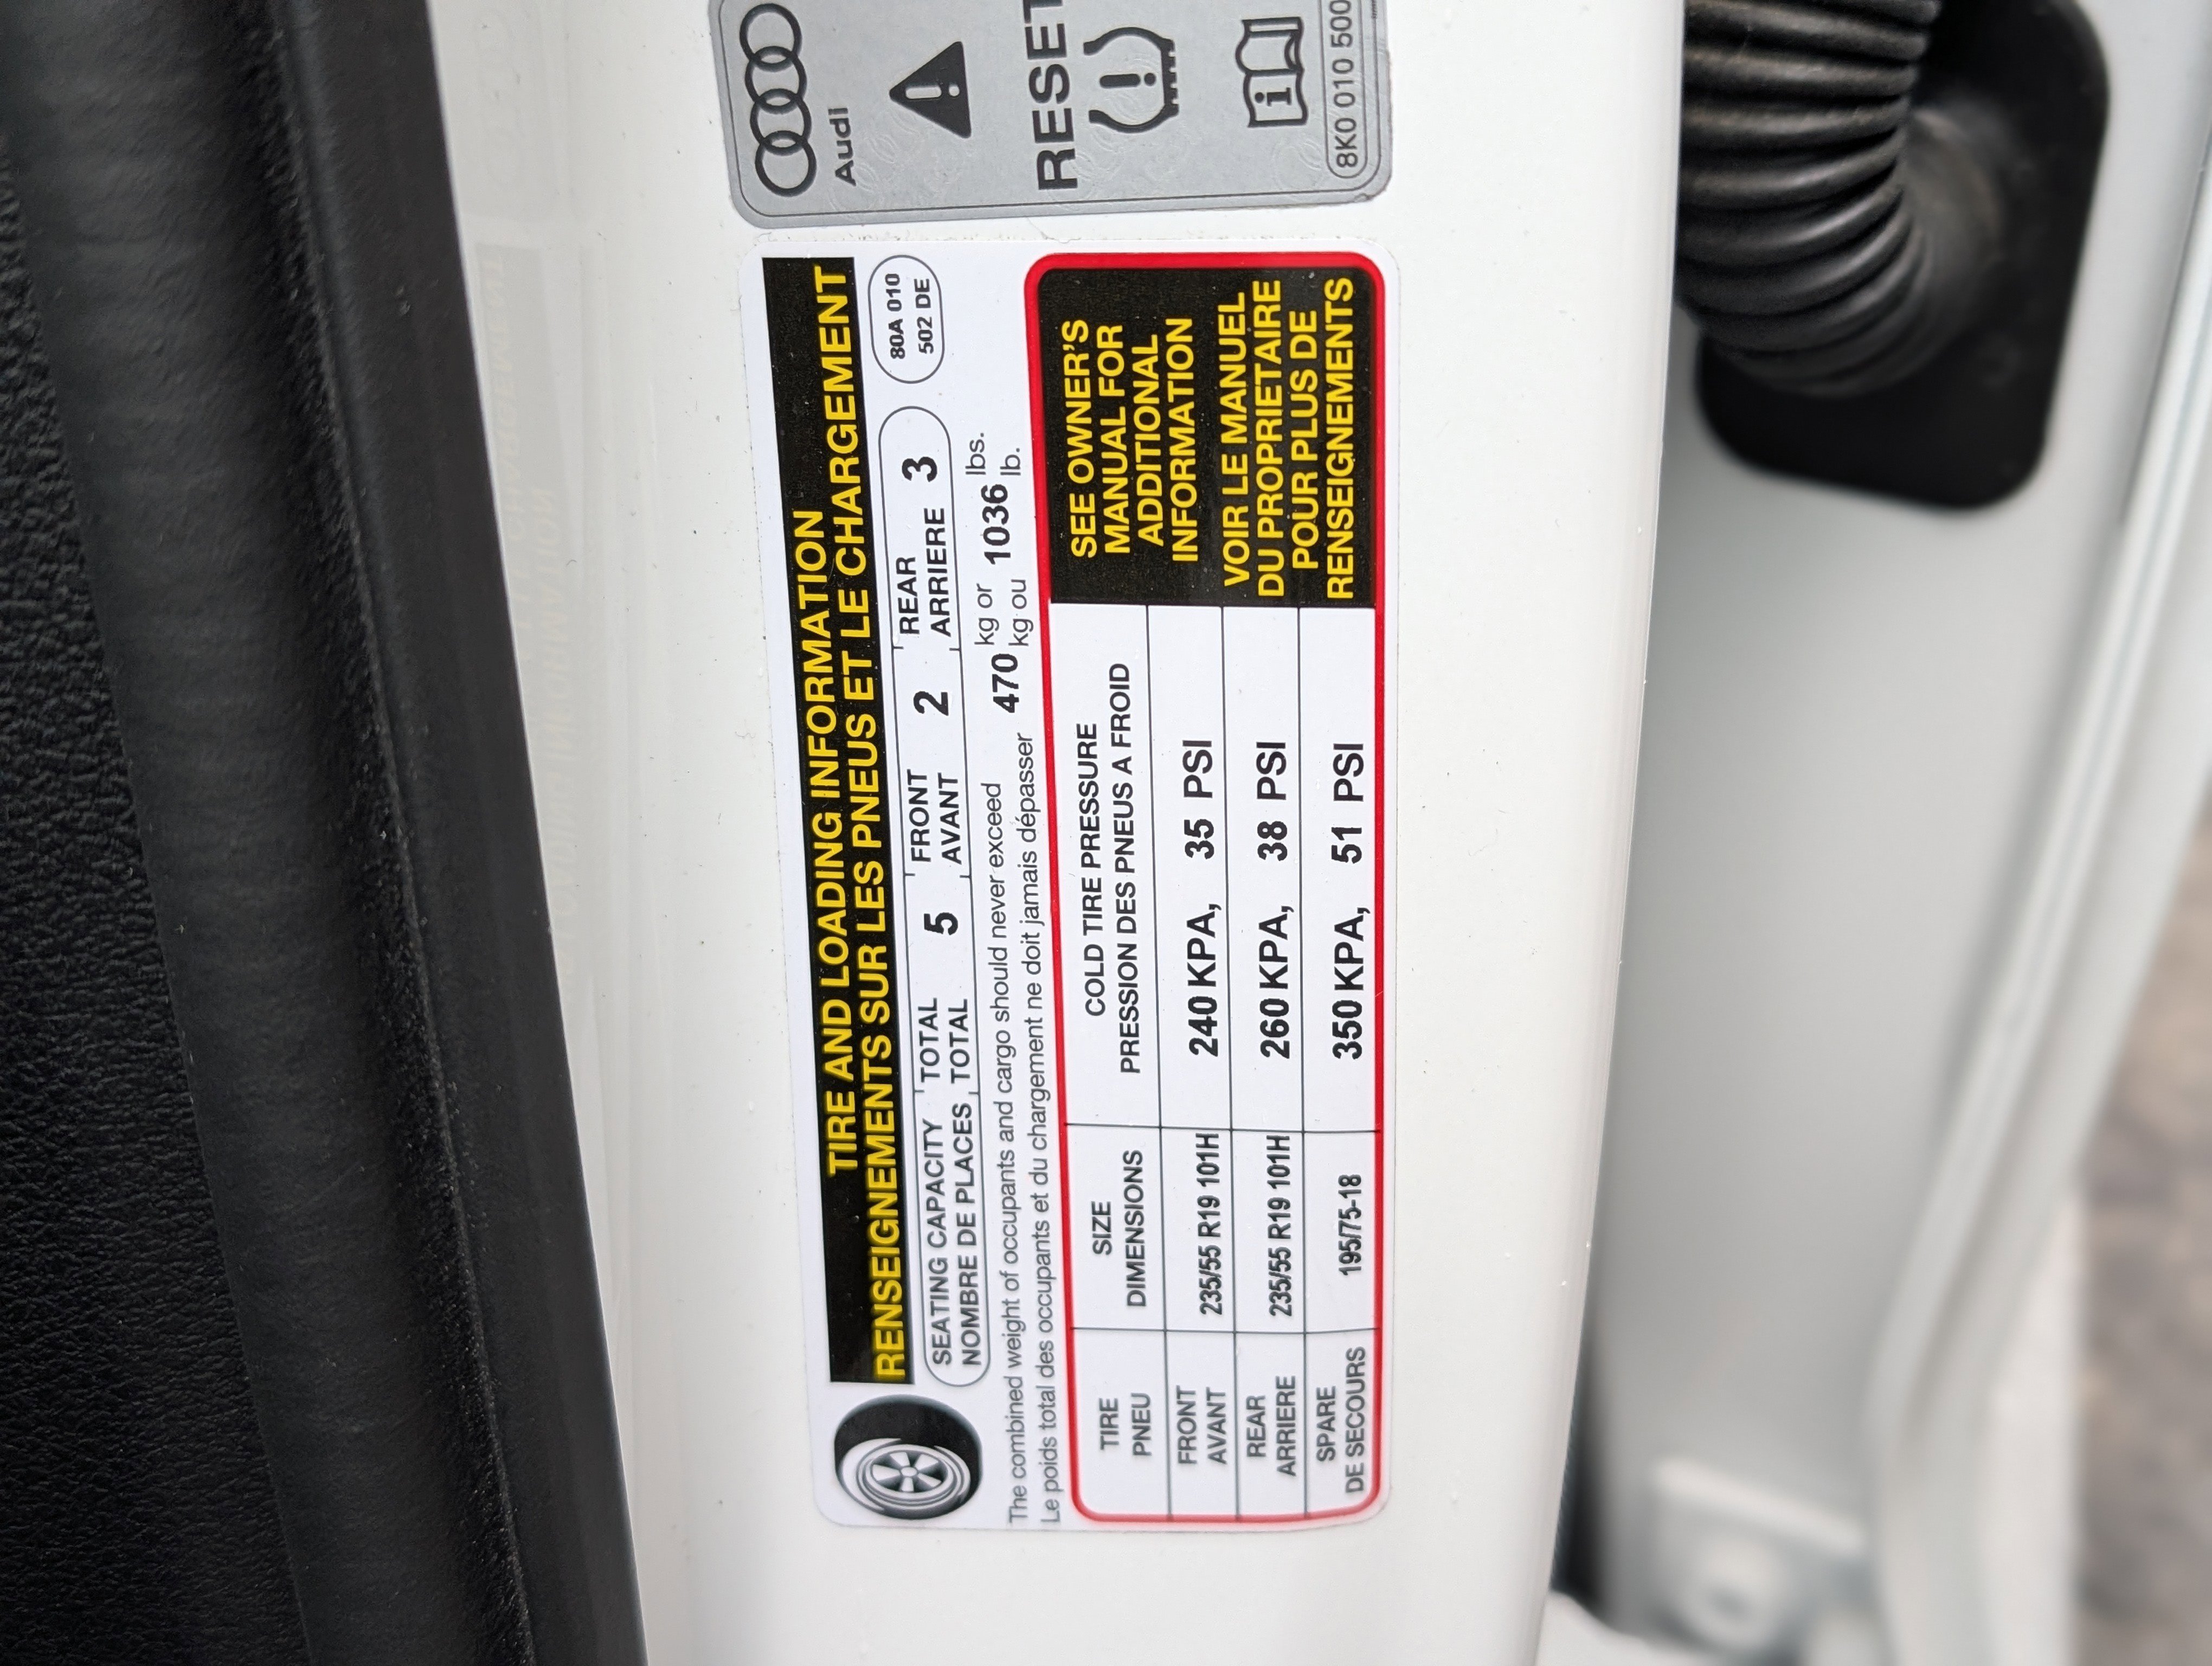 TIRE AND LOADING INFORMATION
RENSEIGNEMENTS SUR LES PNEUS ET LE CHARGEMENT
SEATING CAPACITY TOTAL 5 FRONT 2 REAR 3
NOMBRE DE PLACES TOTAL AVANT ARRIERE
80A 010
502 DE
The combined weight of occupants and cargo should never exceed 470 kg or 1036 lbs.
Le poids total des occupants et du chargement ne doit jamais dépasser kg ou lb.
TIRE SIZE COLD TIRE PRESSURE
PNEU DIMENSIONS PRESSION DES PNEUS A FROID
FRONT
AVANT 235/55 R19 101H 240 KPA, 35 PSI
REAR
ARRIERE 235/55 R19 101H 260 KPA, 38 PSI
SPARE
DE SECOURS 195/75-18 350 KPA, 51 PSI
SEE OWNER'S
MANUAL FOR
ADDITIONAL
INFORMATION
VOIR LE MANUEL
DU PROPRIETAIRE
POUR PLUS DE
RENSEIGNEMENTS
Audi
RESET
i
8K0 010 500